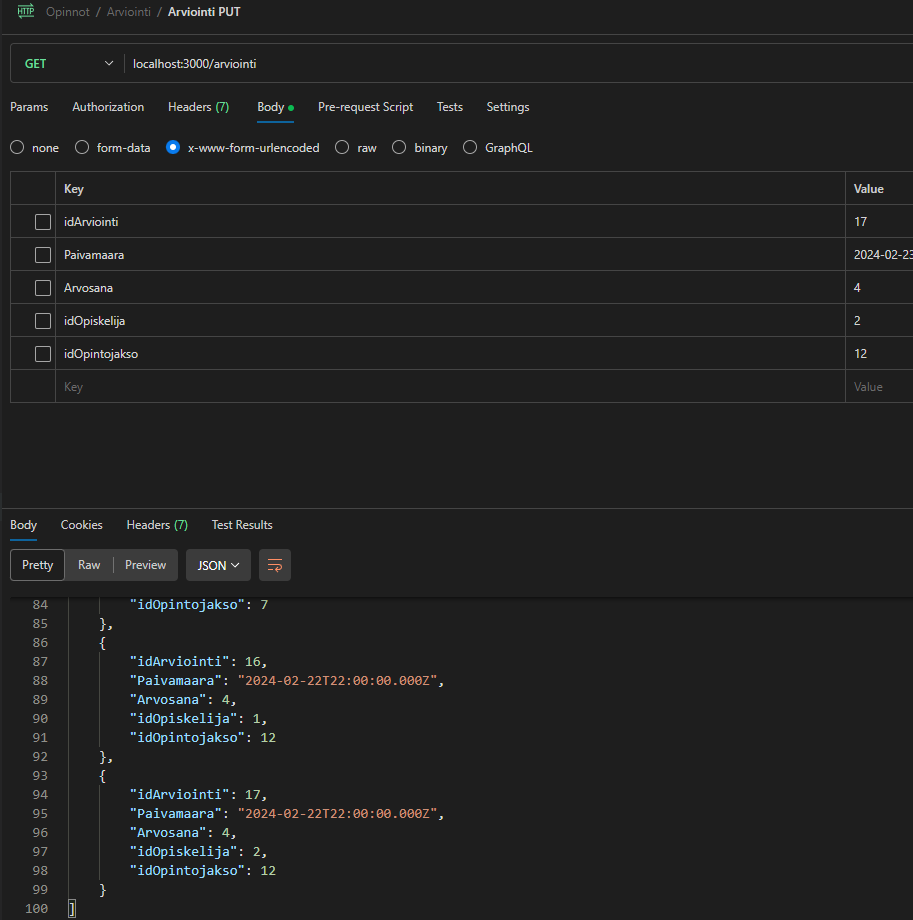 HTTP Opinnot / Arviointi / Arviointi PUT
GET localhost:3000/arviointi
Params Authorization Headers (7) Body Pre-request Script Tests Settings
none form-data x-www-form-urlencoded raw binary GraphQL
Key Value
idArviointi 17
Paivamaara 2024-02-23
Arvosana 4
idOpiskelija 2
idOpintojakso 12
Key Value
Body Cookies Headers (7) Test Results
Pretty Raw Preview JSON
84 "idOpintojakso": 7
85 },
86 {
87 "idArviointi": 16,
88 "Paivamaara": "2024-02-22T22:00:00.000Z",
89 "Arvosana": 4,
90 "idOpiskelija": 1,
91 "idOpintojakso": 12
92 },
93 {
94 "idArviointi": 17,
95 "Paivamaara": "2024-02-22T22:00:00.000Z",
96 "Arvosana": 4,
97 "idOpiskelija": 2,
98 "idOpintojakso": 12
99 }
100 ]